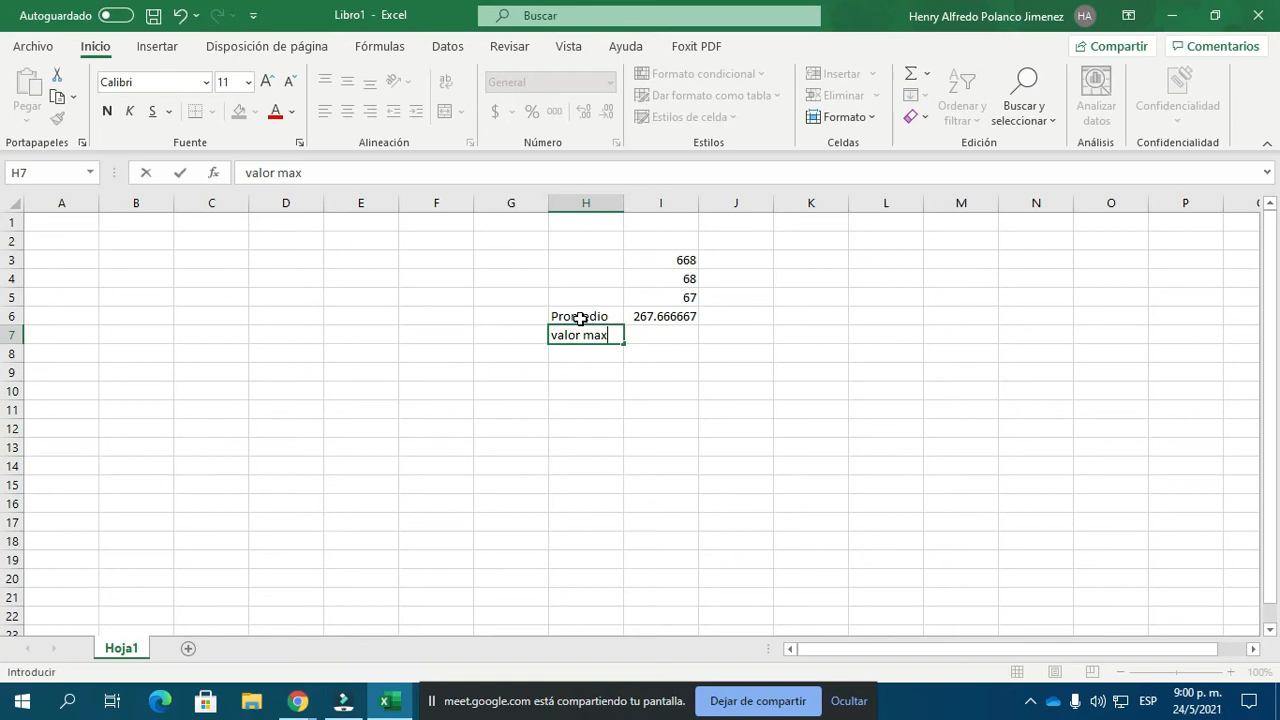 Autoguardado
Libro1 - Excel
Buscar
Henry Alfredo Polanco Jimenez
HA
Archivo Inicio Insertar Disposición de página Fórmulas Datos Revisar Vista Ayuda Foxit PDF
Compartir
Comentarios
Pegar
Calibri
11
N K S
General
$ % 000
Formato condicional
Dar formato como tabla
Estilos de celda
Insertar
Eliminar
Formato
Ordenar y filtrar
Buscar y seleccionar
Analizar datos
Confidencialidad
Portapapeles Fuente Alineación Número Estilos Celdas Edición Análisis Confidencialidad
H7
fx
valor max
A B C D E F G H I J K L M N O P
1
2
3 668
4 68
5 67
6 Promedio 267.666667
7 valor max
8
9
10
11
12
13
14
15
16
17
18
19
20
21
22
23
Hoja1
Introducir
100%
meet.google.com está compartiendo tu pantalla.
Dejar de compartir
Ocultar
ESP
9:00 p. m.
24/5/2021